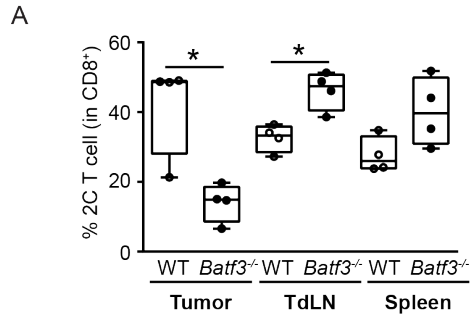 A
60
40
20
0
% 2C T cell (in CD8⁺)
*
*
WT Batf3⁻/⁻ WT Batf3⁻/⁻ WT Batf3⁻/⁻
Tumor TdLN Spleen